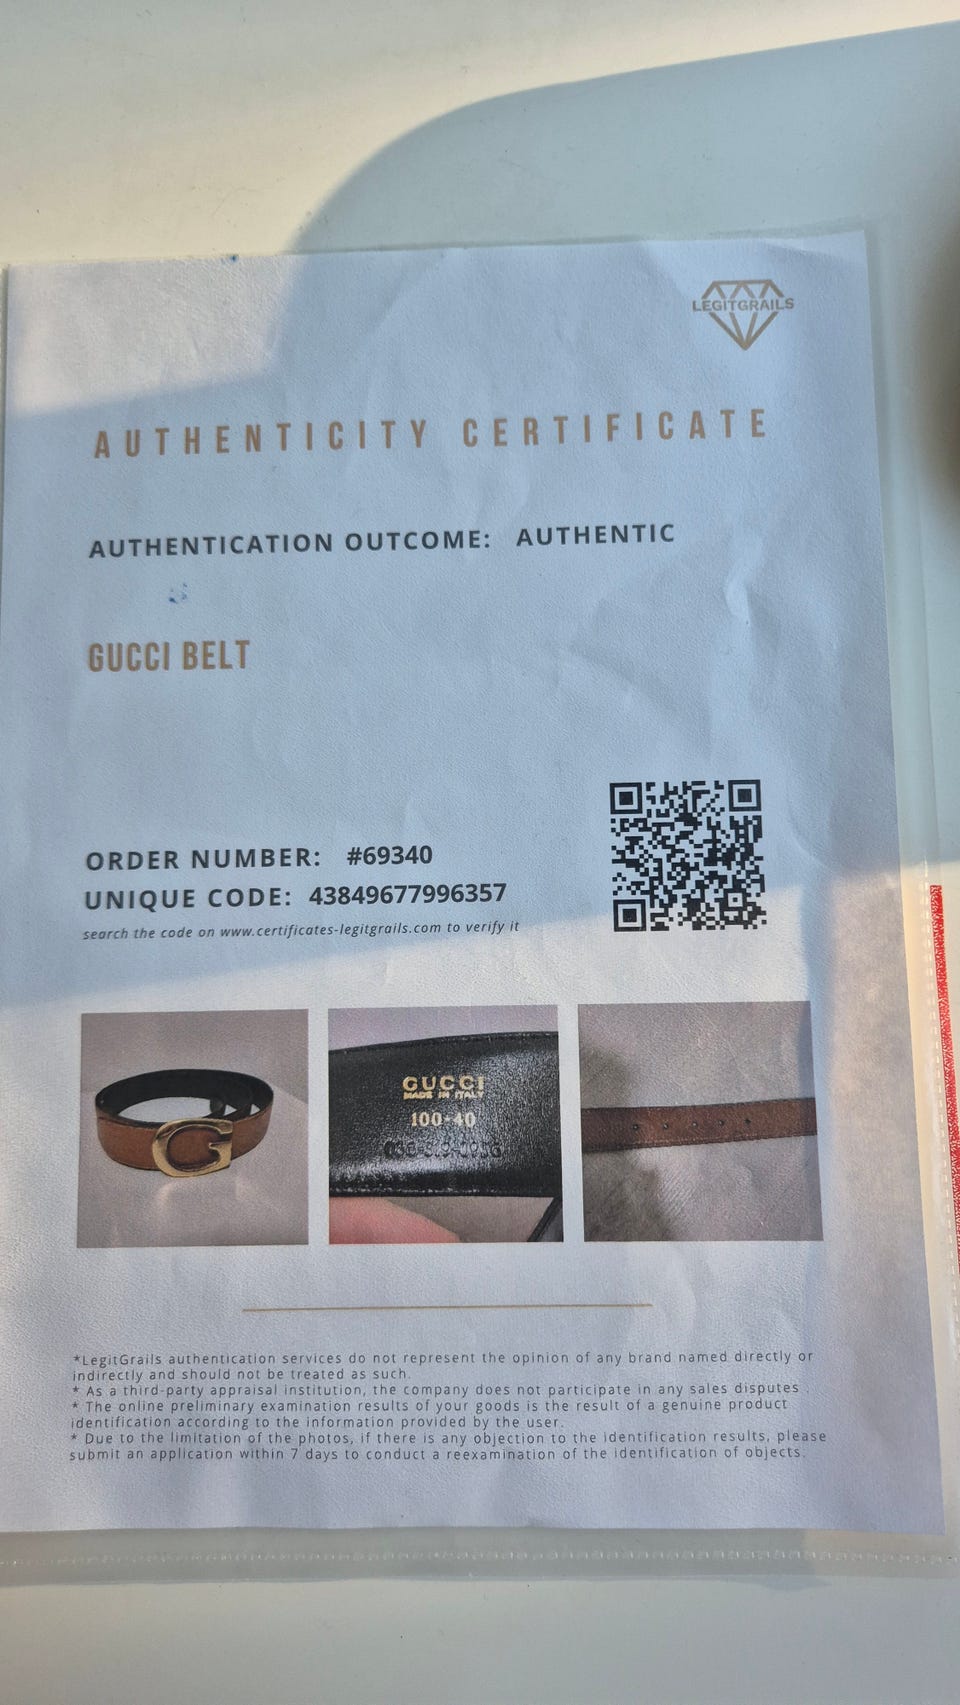 LEGITGRAILS
AUTHENTICITY CERTIFICATE
AUTHENTICATION OUTCOME: AUTHENTIC
GUCCI BELT
ORDER NUMBER: #69340
UNIQUE CODE: 43849677996357
search the code on www.certificates-legitgrails.com to verify it
GUCCI
MADE IN ITALY
100-40
*LegitGrails authentication services do not represent the opinion of any brand named directly or
indirectly and should not be treated as such.
* As a third-party appraisal institution, the company does not participate in any sales disputes .
* The online preliminary examination results of your goods is the result of a genuine product
identification according to the information provided by the user.
* Due to the limitation of the photos, if there is any objection to the identification results, please
submit an application within 7 days to conduct a reexamination of the identification of objects.